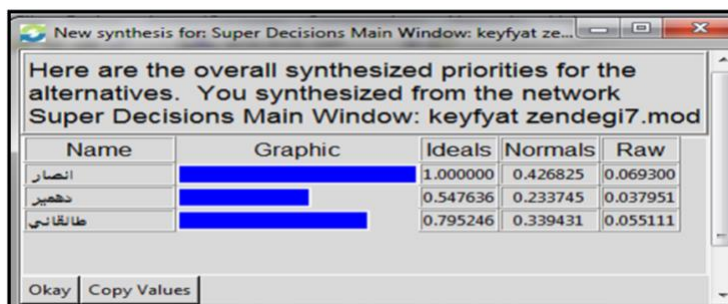 New synthesis for: Super Decisions Main Window: keyfyat ze...
Here are the overall synthesized priorities for the
alternatives. You synthesized from the network
Super Decisions Main Window: keyfyat zendegi7.mod
Name Graphic Ideals Normals Raw
انصار 1.000000 0.426825 0.069300
دهمیر 0.547636 0.233745 0.037951
طالقانی 0.795246 0.339431 0.055111
Okay Copy Values